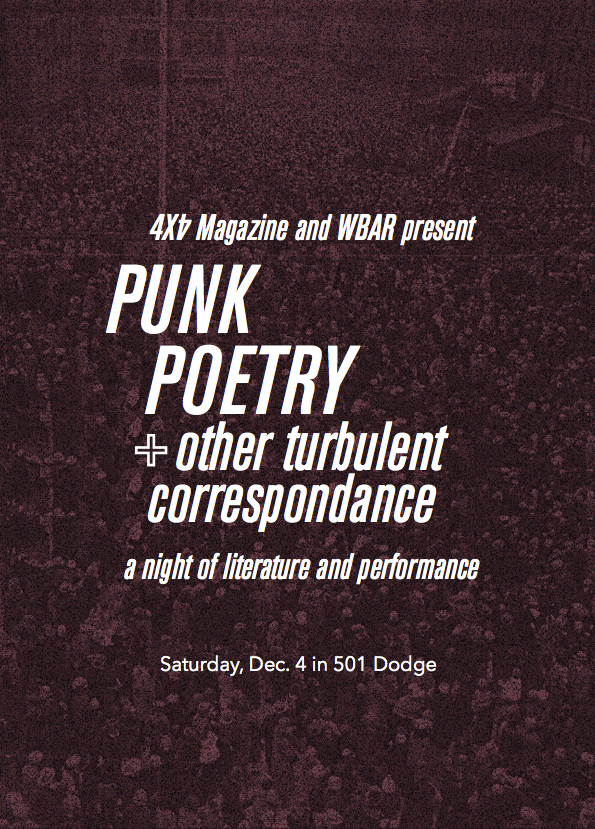 4X4 Magazine and WBAR present
PUNK
POETRY
+ other turbulent
correspondance
a night of literature and performance
Saturday, Dec. 4 in 501 Dodge